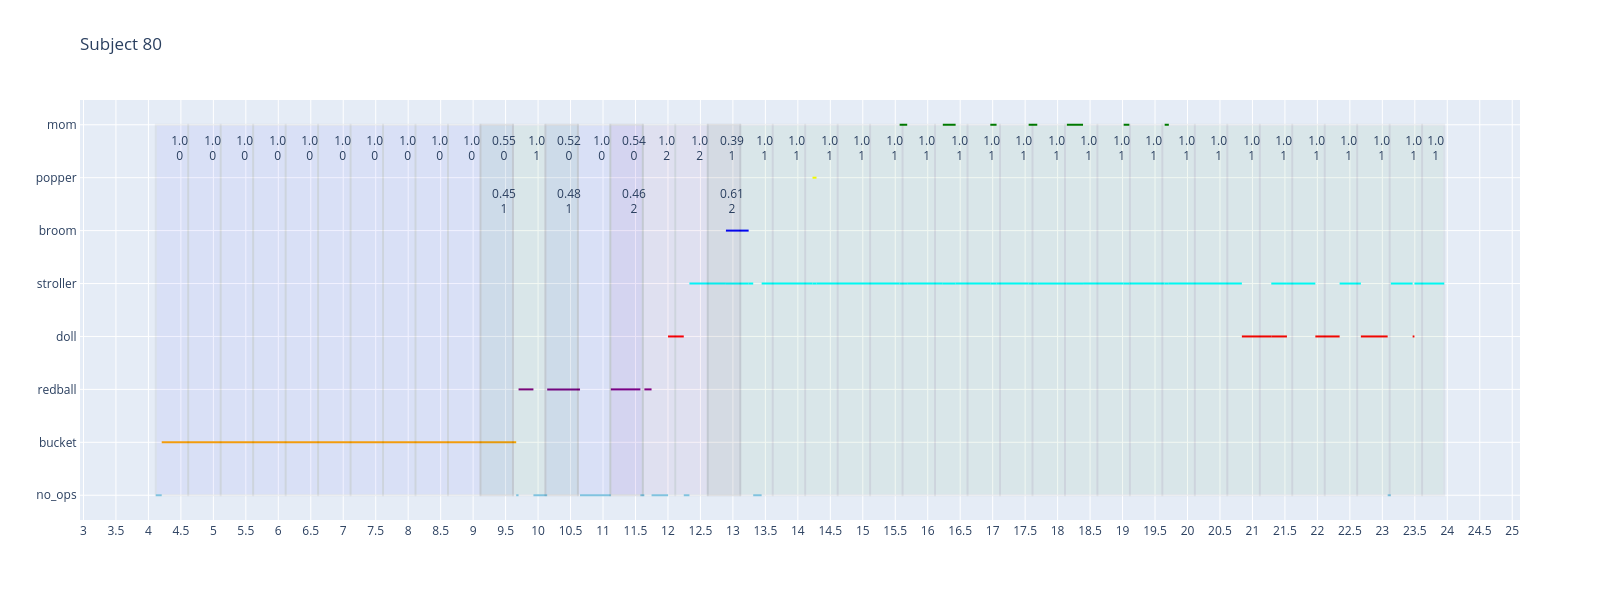 Subject 80
mom
1.0 1.0 1.0 1.0 1.0 1.0 1.0 1.0 1.0 1.0 0.55 1.0 0.52 1.0 0.54 1.0 1.0 0.39 1.0 1.0 1.0 1.0 1.0 1.0 1.0 1.0 1.0 1.0 1.0 1.0 1.0 1.0 1.0 1.0 1.0 1.0 1.0 1.0 1.0 1.0
0 0 0 0 0 0 0 0 0 0 0 1 0 0 0 2 2 1 1 1 1 1 1 1 1 1 1 1 1 1 1 1 1 1 1 1 1 1 1 1
popper
0.45 0.48 0.46 0.61
1 1 2 2
broom
stroller
doll
redball
bucket
no_ops
3 3.5 4 4.5 5 5.5 6 6.5 7 7.5 8 8.5 9 9.5 10 10.5 11 11.5 12 12.5 13 13.5 14 14.5 15 15.5 16 16.5 17 17.5 18 18.5 19 19.5 20 20.5 21 21.5 22 22.5 23 23.5 24 24.5 25